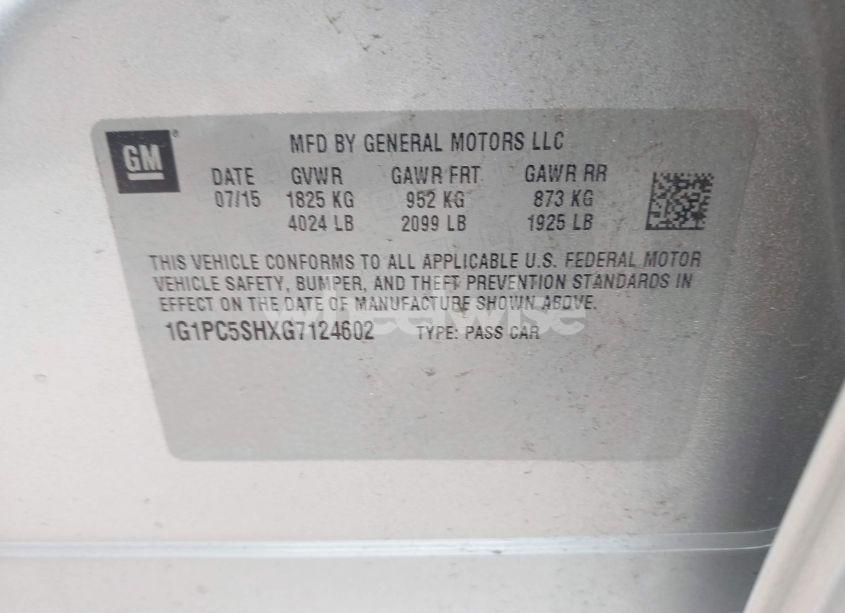 GM®
MFD BY GENERAL MOTORS LLC
DATE GVWR GAWR FRT GAWR RR
07/15 1825 KG 952 KG 873 KG
4024 LB 2099 LB 1925 LB
THIS VEHICLE CONFORMS TO ALL APPLICABLE U.S. FEDERAL MOTOR
VEHICLE SAFETY, BUMPER, AND THEFT PREVENTION STANDARDS IN
EFFECT ON THE DATE OF MANUFACTURE SHOWN ABOVE.
wheelwise
1G1PC5SHXG7124602 TYPE: PASS CAR